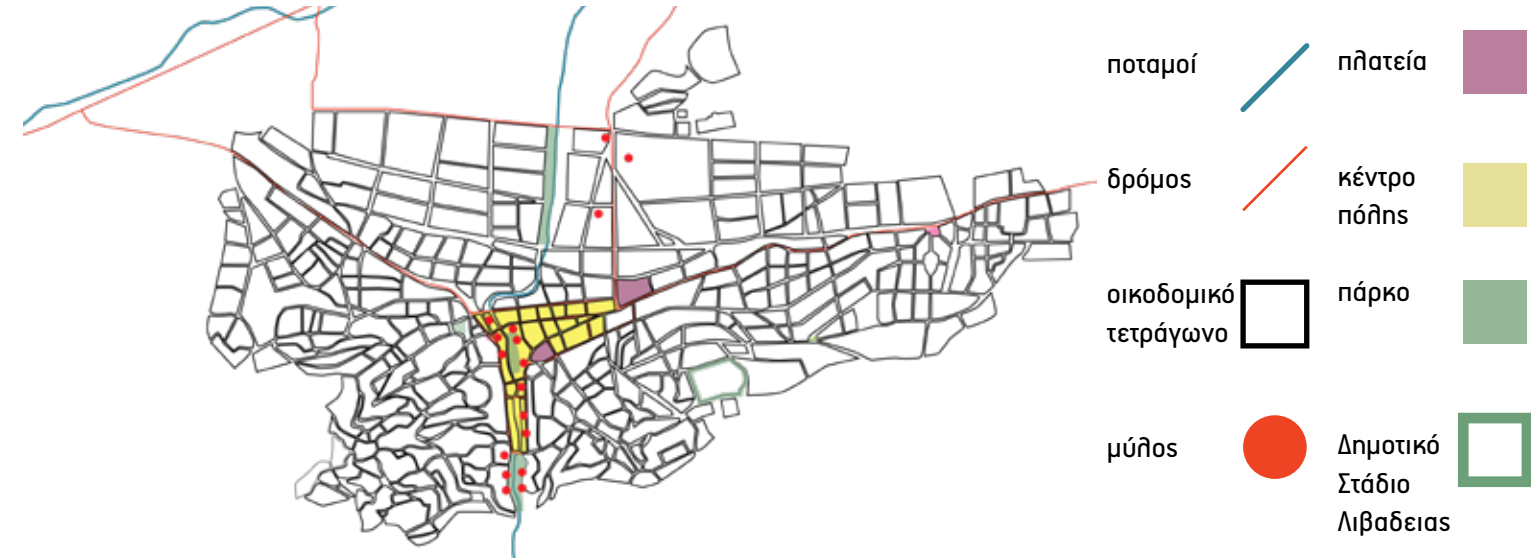 ποταμοί
πλατεία
δρόμος
κέντρο
πόλης
οικοδομικό
τετράγωνο
πάρκο
μύλος
Δημοτικό
Στάδιο
Λιβαδειας